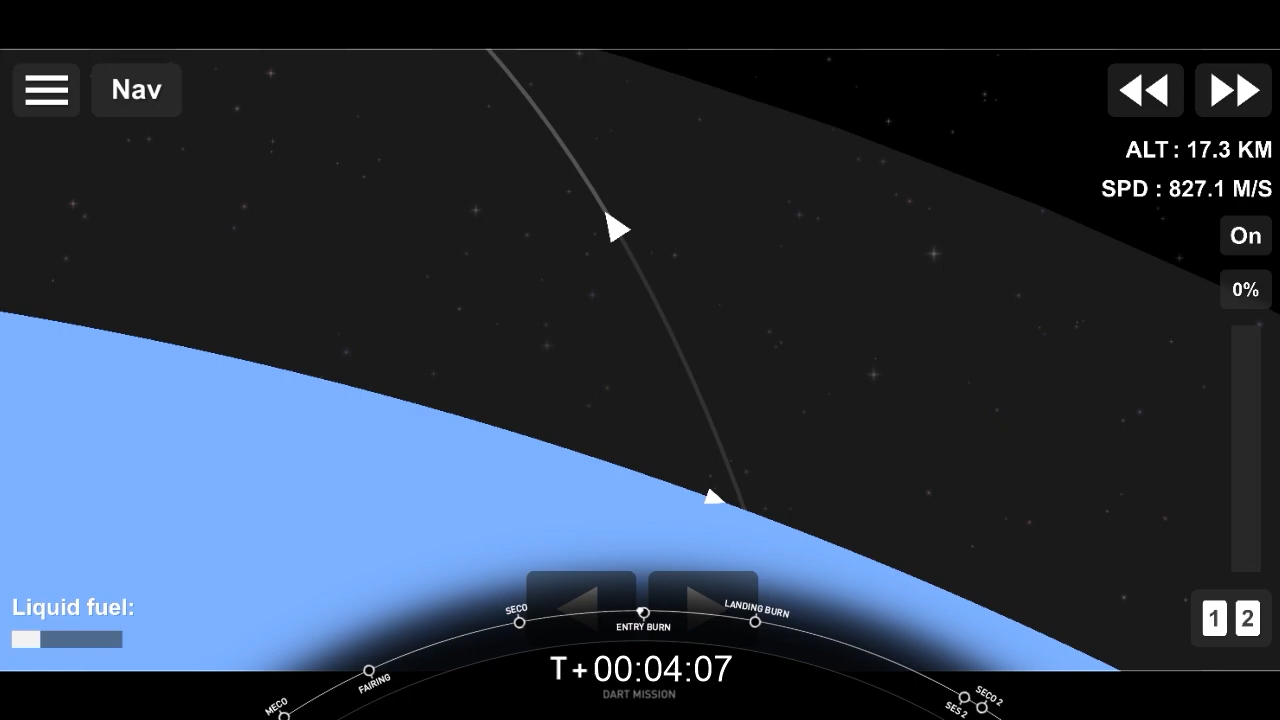 Nav
ALT : 17.3 KM
SPD : 827.1 M/S
On
0%
Liquid fuel:
1 2
MECO
FAIRING
SECO
ENTRY BURN
LANDING BURN
SES 2
SECO 2
T+00:04:07
DART MISSION